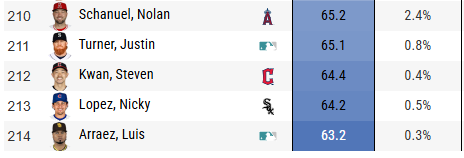 210 Schanuel, Nolan 65.2 2.4%
211 Turner, Justin 65.1 0.8%
212 Kwan, Steven 64.4 0.4%
213 Lopez, Nicky 64.2 0.5%
214 Arraez, Luis 63.2 0.3%